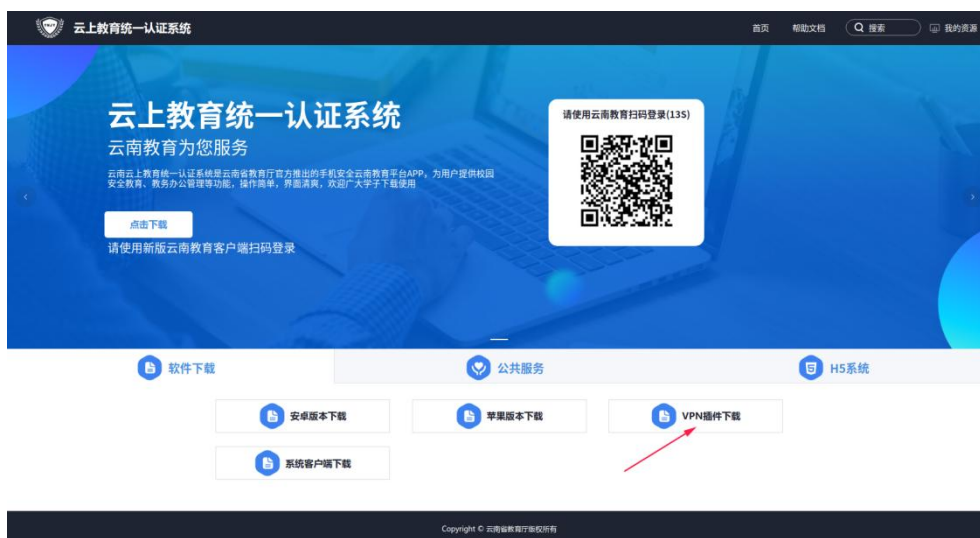 云上教育统一认证系统
首页 帮助文档 搜索 我的资源
云上教育统一认证系统
云南教育为您服务
云南云上教育统一认证系统是云南省教育厅官方推出的手机安全云南教育平台APP，为用户提供校园
安全教育、教务办公管理等功能，操作简单，界面清爽，欢迎广大学子下载使用
点击下载
请使用新版云南教育客户端扫码登录
请使用云南教育扫码登录(13S)
软件下载 公共服务 H5系统
安卓版本下载 苹果版本下载 VPN插件下载
系统客户端下载
Copyright © 云南省教育厅版权所有